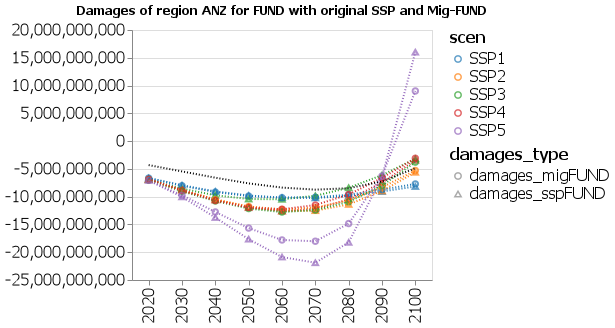 Damages of region ANZ for FUND with original SSP and Mig-FUND
20,000,000,000
15,000,000,000
10,000,000,000
5,000,000,000
0
-5,000,000,000
-10,000,000,000
-15,000,000,000
-20,000,000,000
-25,000,000,000
2020
2030
2040
2050
2060
2070
2080
2090
2100
scen
SSP1
SSP2
SSP3
SSP4
SSP5
damages_type
damages_migFUND
damages_sspFUND